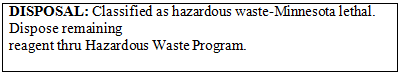 DISPOSAL: Classified as hazardous waste-Minnesota lethal.
Dispose remaining
reagent thru Hazardous Waste Program.